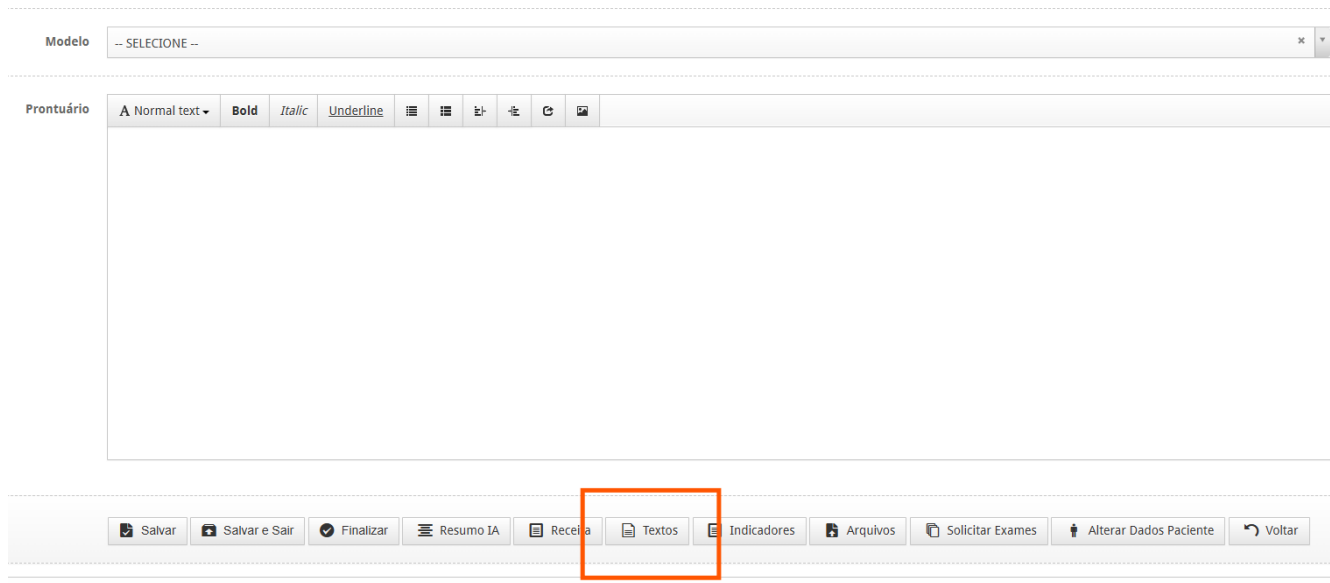 Modelo -- SELECIONE --
Prontuário A Normal text Bold Italic Underline
Salvar Salvar e Sair Finalizar Resumo IA Receita Textos Indicadores Arquivos Solicitar Exames Alterar Dados Paciente Voltar